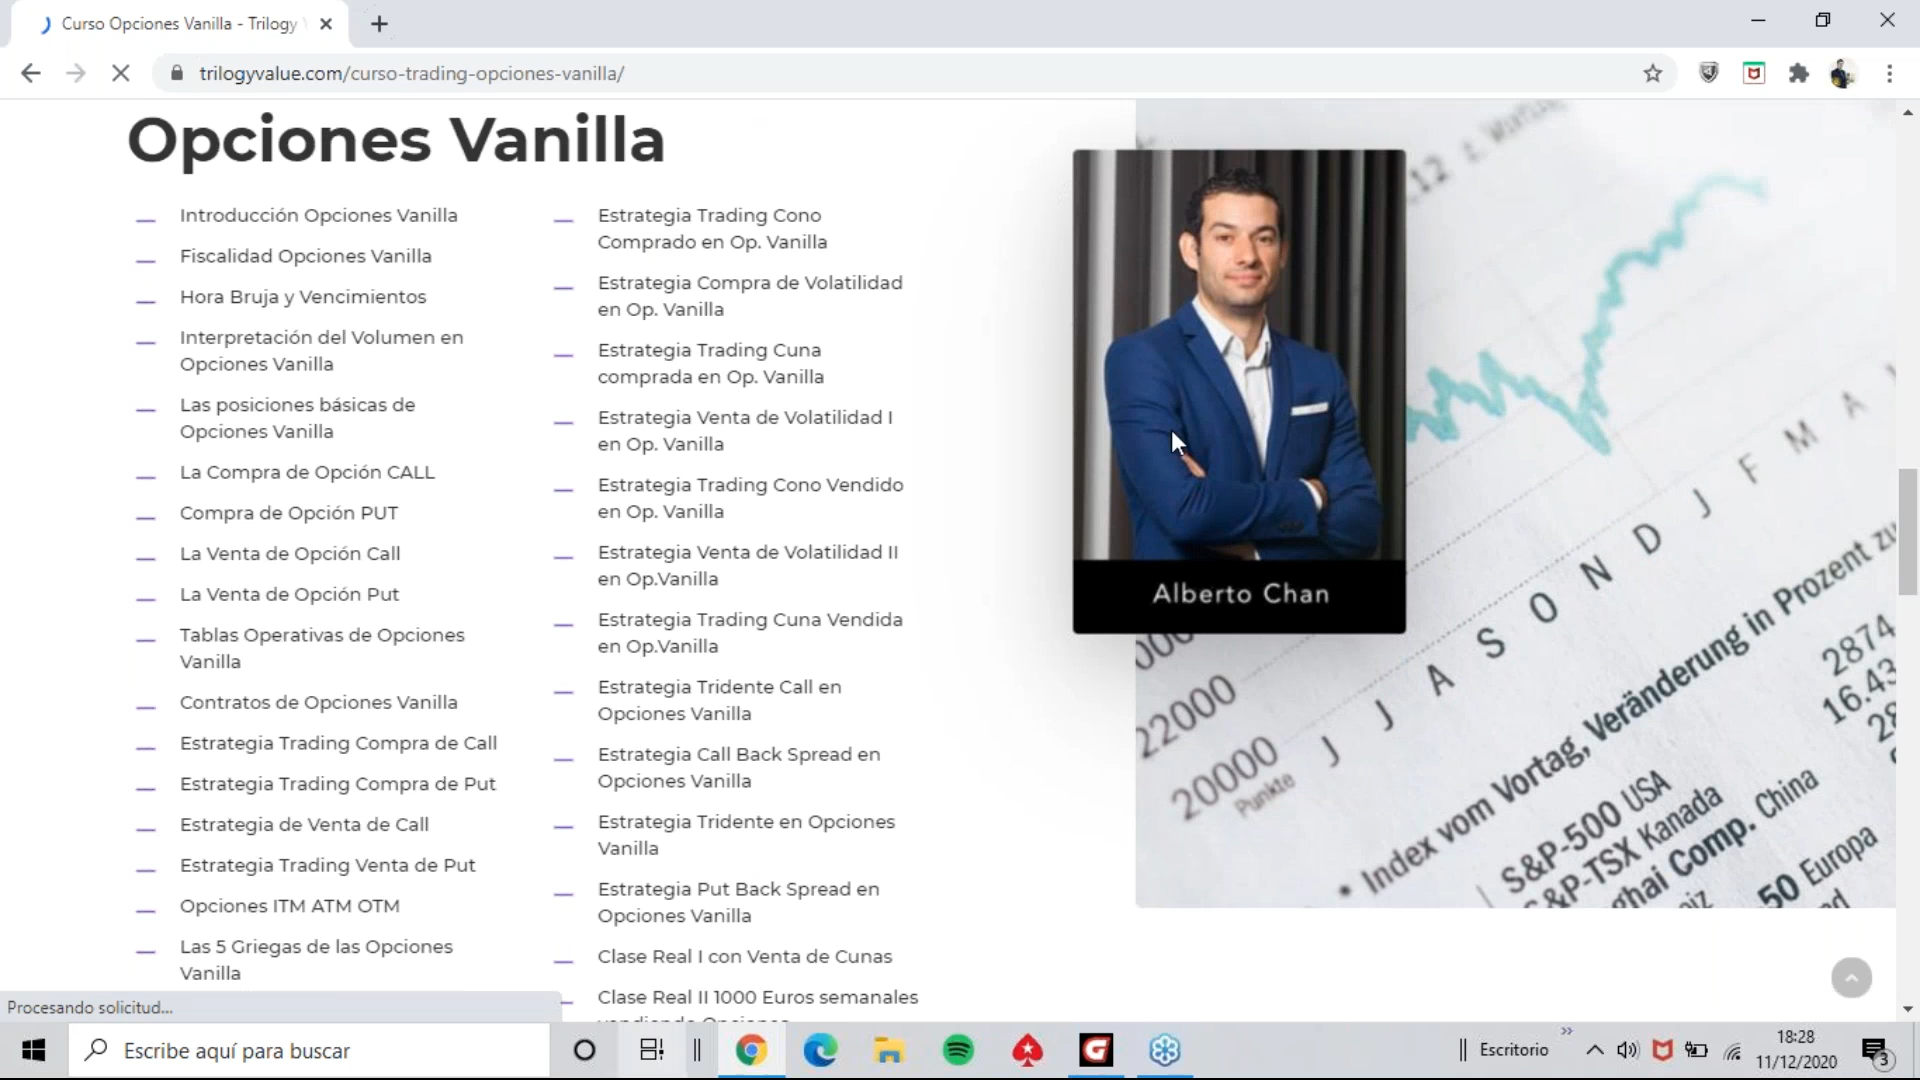 Curso Opciones Vanilla - Trilogy
trilogyvalue.com/curso-trading-opciones-vanilla/
Opciones Vanilla
Introducción Opciones Vanilla
Fiscalidad Opciones Vanilla
Hora Bruja y Vencimientos
Interpretación del Volumen en
Opciones Vanilla
Las posiciones básicas de
Opciones Vanilla
La Compra de Opción CALL
Compra de Opción PUT
La Venta de Opción Call
La Venta de Opción Put
Tablas Operativas de Opciones
Vanilla
Contratos de Opciones Vanilla
Estrategia Trading Compra de Call
Estrategia Trading Compra de Put
Estrategia de Venta de Call
Estrategia Trading Venta de Put
Opciones ITM ATM OTM
Las 5 Griegas de las Opciones
Vanilla
Estrategia Trading Cono
Comprado en Op. Vanilla
Estrategia Compra de Volatilidad
en Op. Vanilla
Estrategia Trading Cuna
comprada en Op. Vanilla
Estrategia Venta de Volatilidad I
en Op. Vanilla
Estrategia Trading Cono Vendido
en Op. Vanilla
Estrategia Venta de Volatilidad II
en Op.Vanilla
Estrategia Trading Cuna Vendida
en Op.Vanilla
Estrategia Tridente Call en
Opciones Vanilla
Estrategia Call Back Spread en
Opciones Vanilla
Estrategia Tridente en Opciones
Vanilla
Estrategia Put Back Spread en
Opciones Vanilla
Clase Real I con Venta de Cunas
Clase Real II 1000 Euros semanales
Alberto Chan
22000
20000
Punkte
J J A S O N D J F M A
• Index vom Vortag, Veränderung in Prozent zu
S&P-500 USA 2874
S&P-TSX Kanada 16.43
Comp. China
50 Europa
Procesando solicitud...
Escribe aquí para buscar
Escritorio
18:28
11/12/2020
3